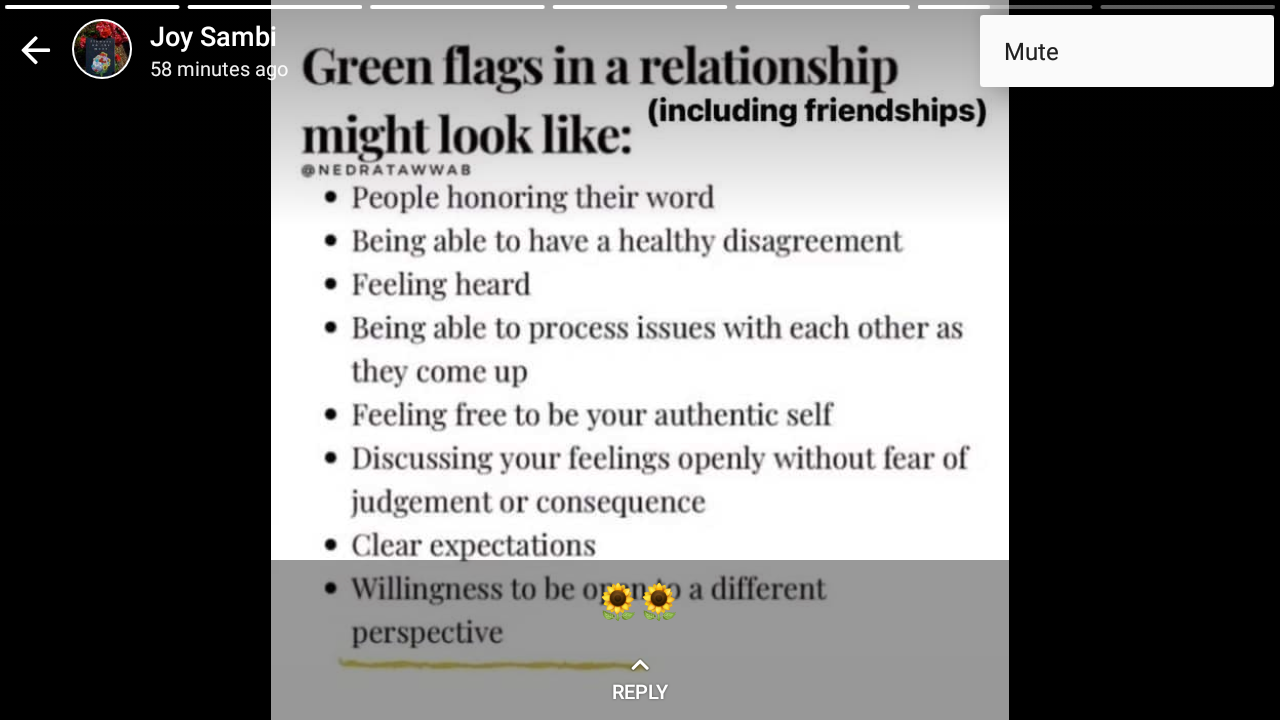 Joy Sambi
58 minutes ago
Mute
Green flags in a relationship
(including friendships)
might look like:
@NEDRATAWWAB
• People honoring their word
• Being able to have a healthy disagreement
• Feeling heard
• Being able to process issues with each other as
they come up
• Feeling free to be your authentic self
• Discussing your feelings openly without fear of
judgement or consequence
• Clear expectations
• Willingness to be open to a different
perspective
🌻🌻
REPLY